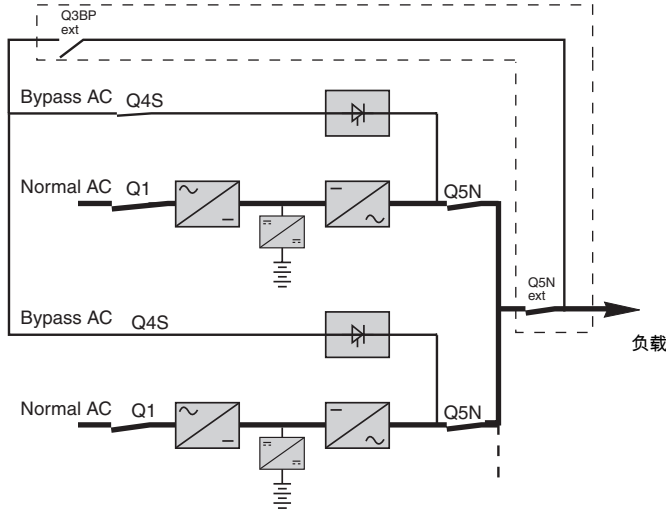 Q3BP
ext
Bypass AC
Q4S
Normal AC
Q1
Q5N
Q5N
ext
负载
Bypass AC
Q4S
Normal AC
Q1
Q5N